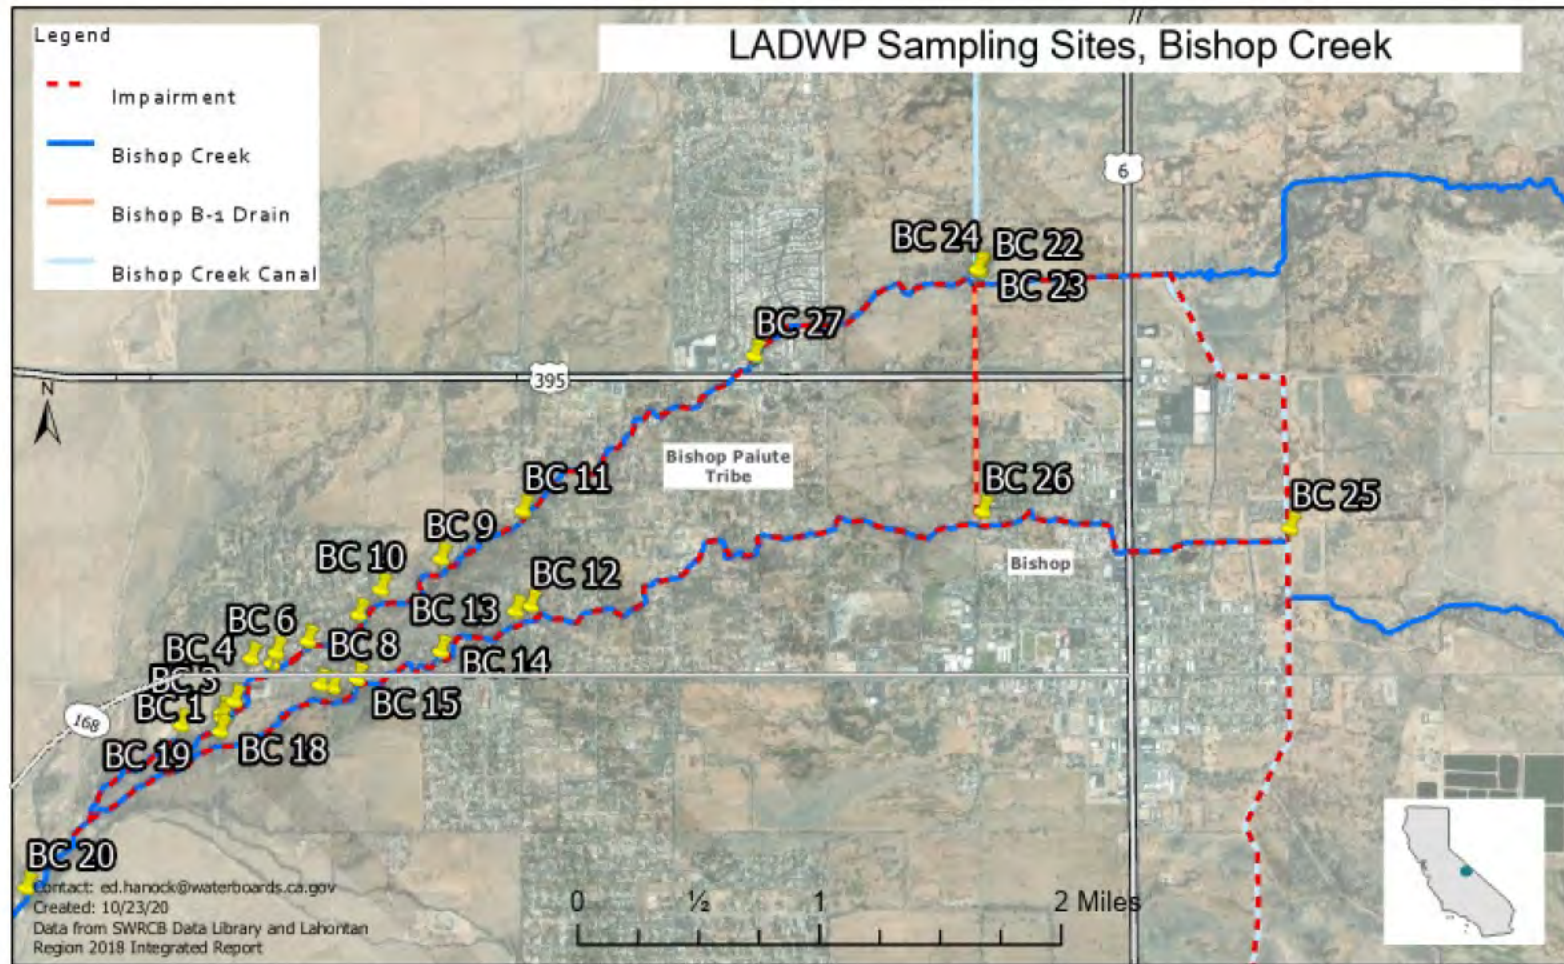 LADWP Sampling Sites, Bishop Creek
Legend
Impairment
Bishop Creek
Bishop B-1 Drain
Bishop Creek Canal
6
BC 24
BC 22
BC 23
BC 27
395
N
Bishop Paiute
Tribe
BC 11
BC 26
BC 25
BC 9
BC 10
Bishop
BC 12
BC 13
BC 6
BC 4
BC 8
BC 14
BC 1
BC 15
168
BC 19
BC 18
BC 20
Contact: ed.hanock@waterboards.ca.gov
Created: 10/23/20
Data from SWRCB Data Library and Lahontan
Region 2018 Integrated Report
0 ½ 1 2 Miles